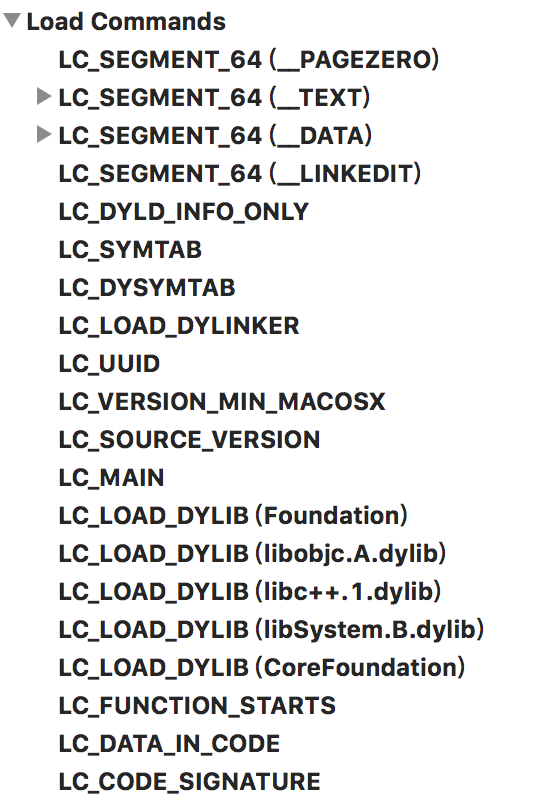 Load Commands
LC_SEGMENT_64 (__PAGEZERO)
LC_SEGMENT_64 (__TEXT)
LC_SEGMENT_64 (__DATA)
LC_SEGMENT_64 (__LINKEDIT)
LC_DYLD_INFO_ONLY
LC_SYMTAB
LC_DYSYMTAB
LC_LOAD_DYLINKER
LC_UUID
LC_VERSION_MIN_MACOSX
LC_SOURCE_VERSION
LC_MAIN
LC_LOAD_DYLIB (Foundation)
LC_LOAD_DYLIB (libobjc.A.dylib)
LC_LOAD_DYLIB (libc++.1.dylib)
LC_LOAD_DYLIB (libSystem.B.dylib)
LC_LOAD_DYLIB (CoreFoundation)
LC_FUNCTION_STARTS
LC_DATA_IN_CODE
LC_CODE_SIGNATURE